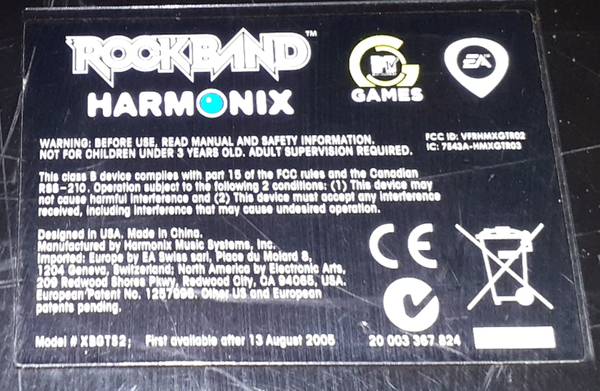 ROCKBAND™
HARMONIX
MTV
GAMES
EA™
WARNING: BEFORE USE, READ MANUAL AND SAFETY INFORMATION.
NOT FOR CHILDREN UNDER 3 YEARS OLD. ADULT SUPERVISION REQUIRED.
FCC ID: VFRHMXGTR02
IC: 7543A-HMXGTR03
This class B device complies with part 15 of the FCC rules and the Canadian
RSS-210. Operation subject to the following 2 conditions: (1) This device may
not cause harmful interference and (2) This device must accept any interference
received, including interference that may cause undesired operation.
Designed in USA. Made in China.
Manufactured by Harmonix Music Systems, Inc.
Imported: Europe by EA Swiss sarl, Place du Molard 8,
1204 Geneva, Switzerland; North America by Electronic Arts,
209 Redwood Shores Pkwy, Redwood City, CA 94065, USA.
European Patent No. 1257996. Other US and European
patents pending.
CE
Model # XBGTS2; First available after 13 August 2005
20 003 367 824